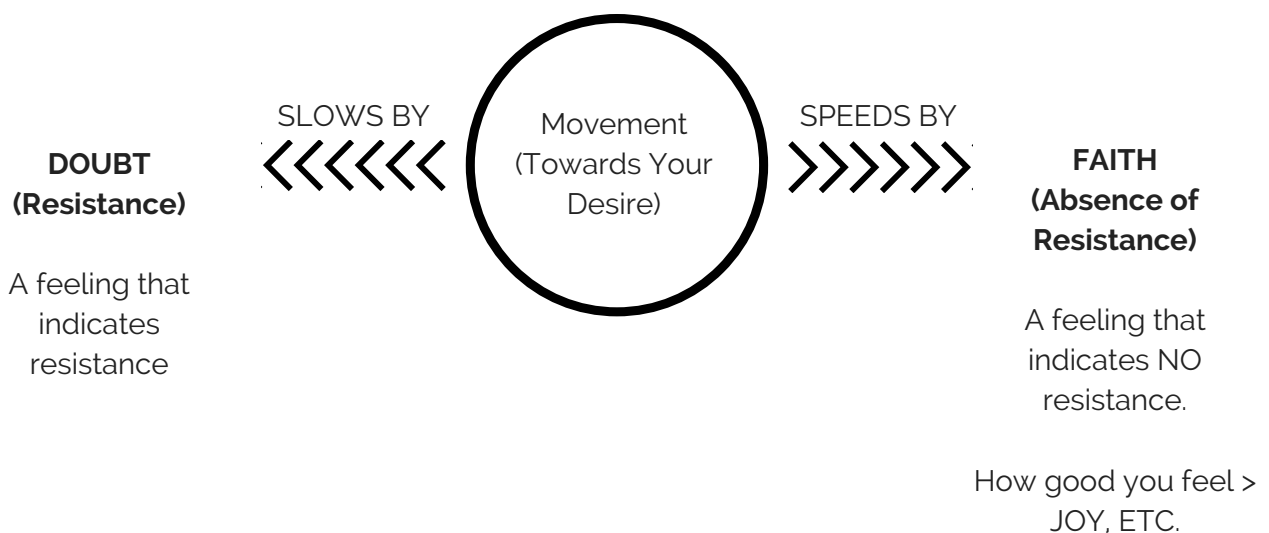 SLOWS BY
DOUBT
(Resistance)
A feeling that
indicates
resistance
Movement
(Towards Your
Desire)
SPEEDS BY
FAITH
(Absence of
Resistance)
A feeling that
indicates NO
resistance.
How good you feel >
JOY, ETC.